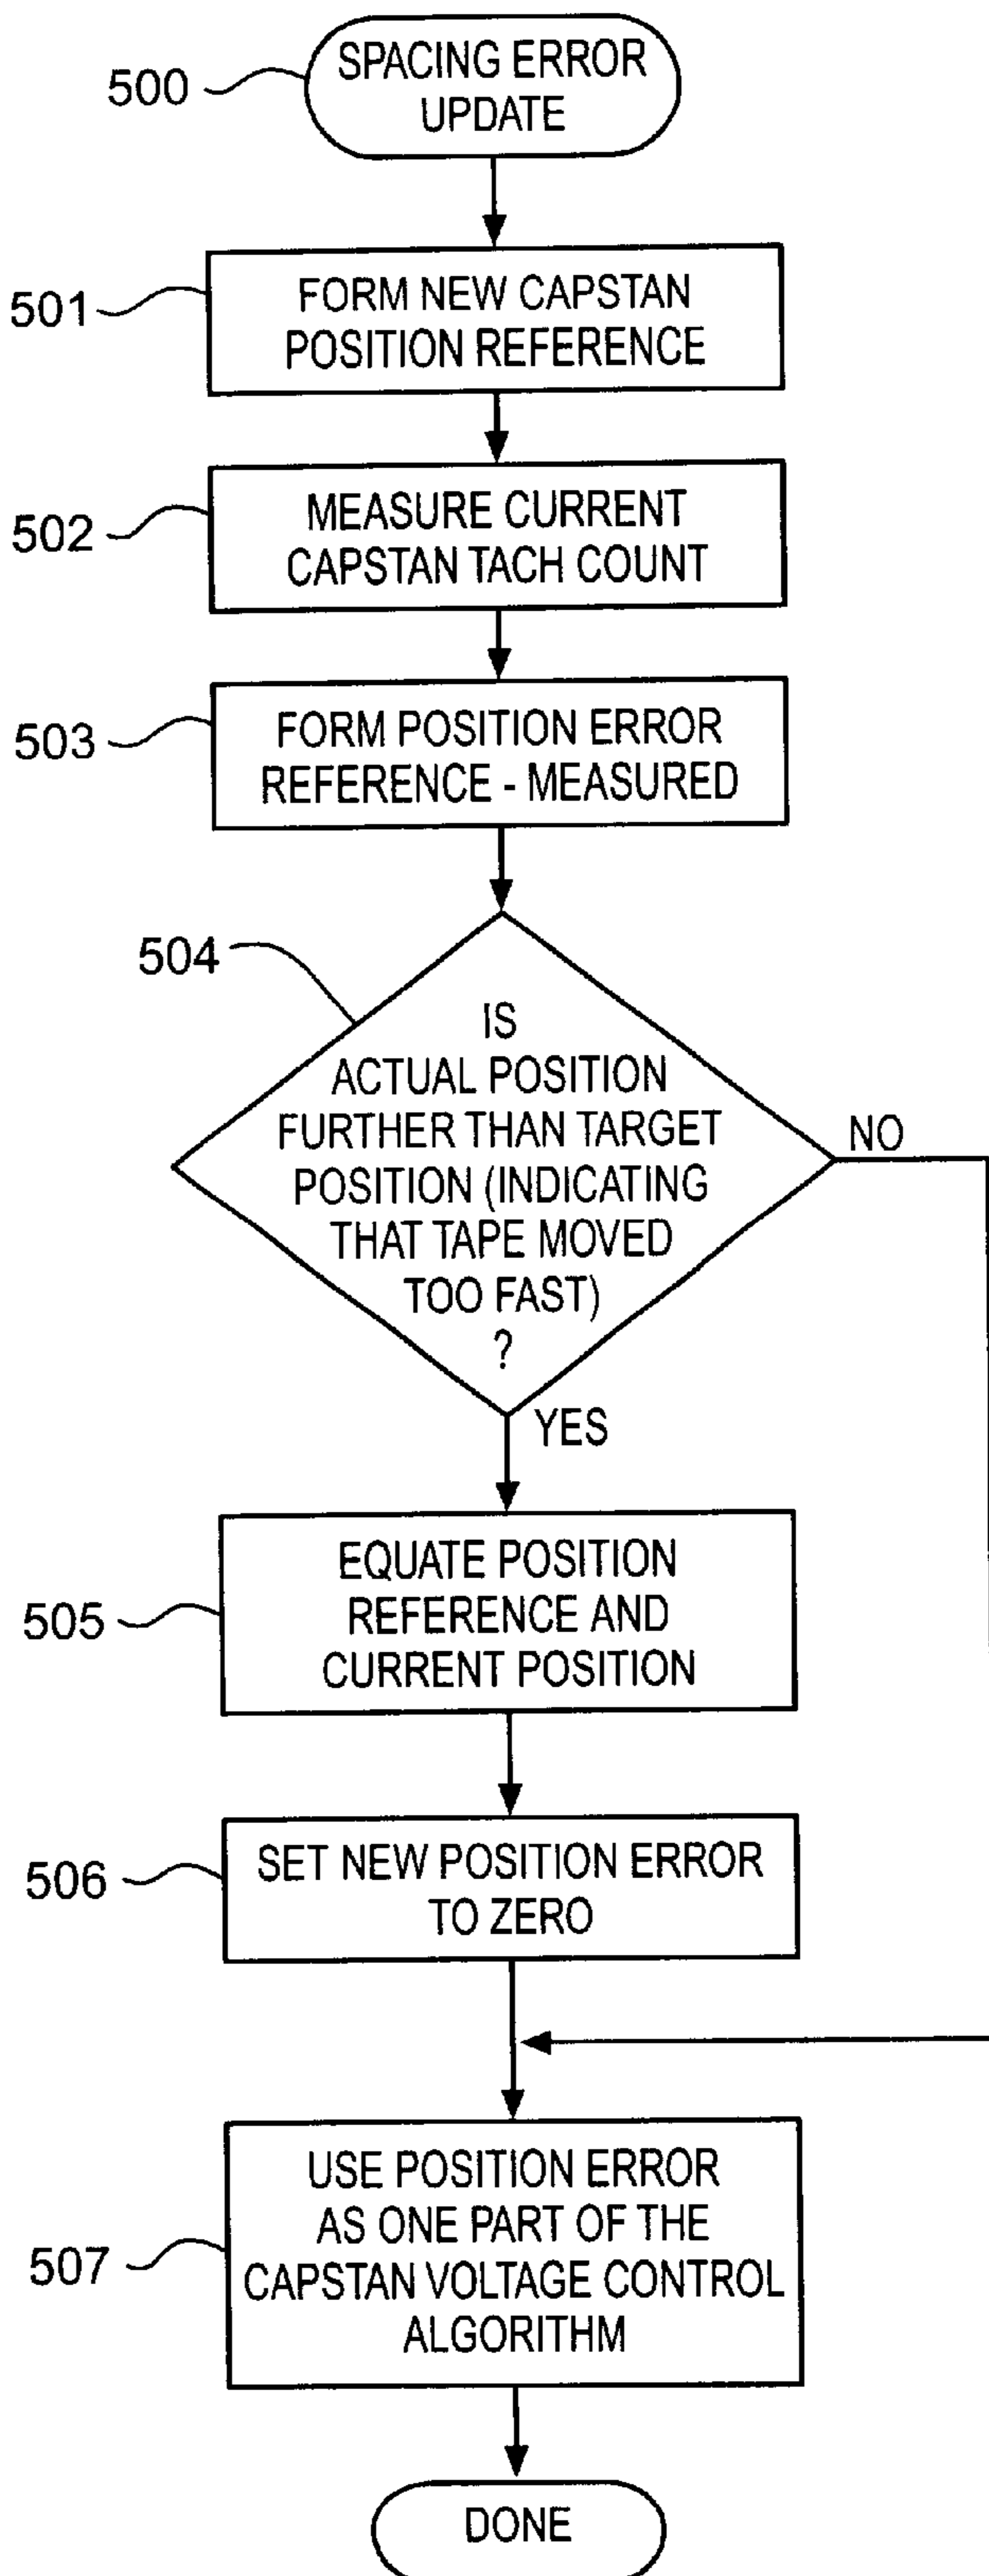 500
SPACING ERROR
UPDATE
501
FORM NEW CAPSTAN
POSITION REFERENCE
502
MEASURE CURRENT
CAPSTAN TACH COUNT
503
FORM POSITION ERROR
REFERENCE - MEASURED
504
IS
ACTUAL POSITION
FURTHER THAN TARGET
POSITION (INDICATING
THAT TAPE MOVED
TOO FAST)
?
NO
YES
505
EQUATE POSITION
REFERENCE AND
CURRENT POSITION
506
SET NEW POSITION ERROR
TO ZERO
507
USE POSITION ERROR
AS ONE PART OF THE
CAPSTAN VOLTAGE CONTROL
ALGORITHM
DONE